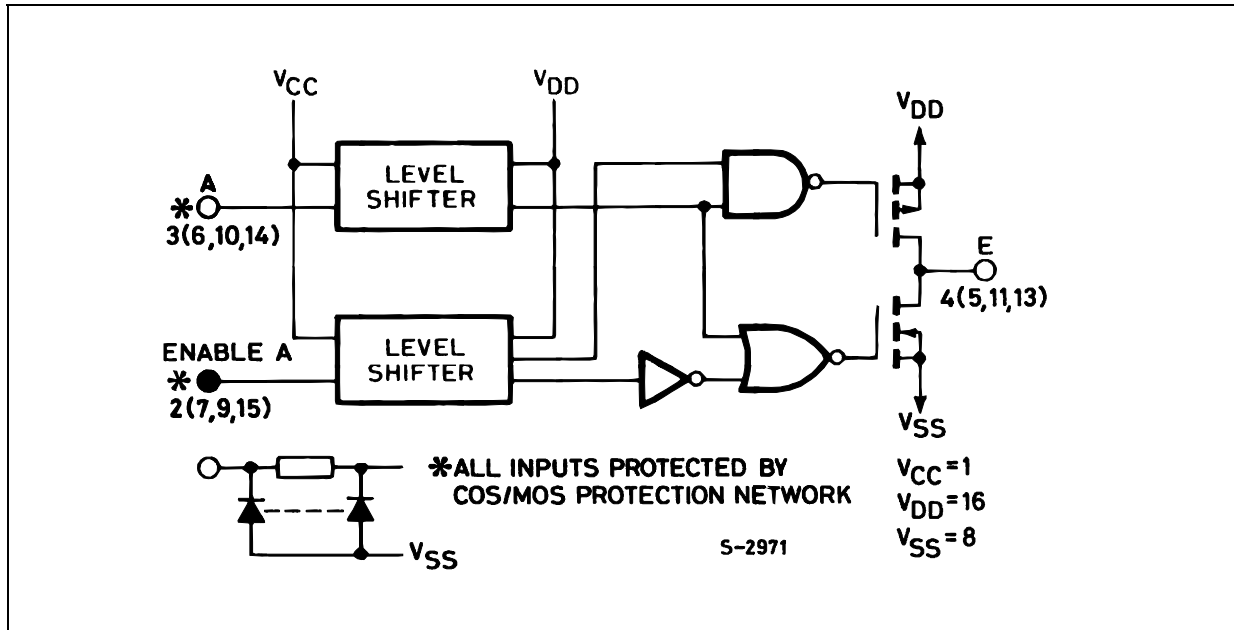 VCC
VDD
LEVEL
SHIFTER
A
*
3(6,10,14)
VDD
E
4(5,11,13)
ENABLE A
*
2(7,9,15)
LEVEL
SHIFTER
VSS
*ALL INPUTS PROTECTED BY
COS/MOS PROTECTION NETWORK
VSS
S-2971
VCC=1
VDD=16
VSS=8